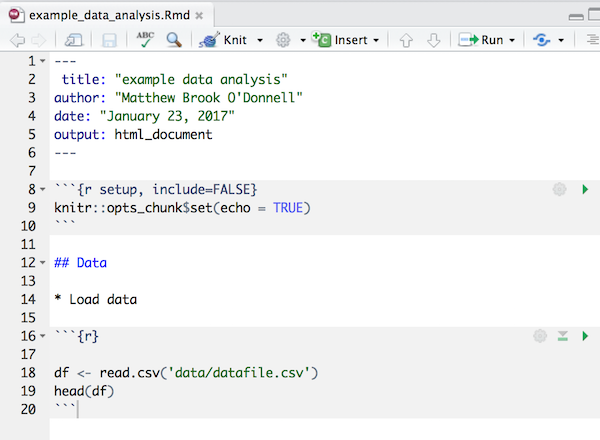 example_data_analysis.Rmd
ABC Knit Insert Run
1 ---
2  title: "example data analysis"
3 author: "Matthew Brook O'Donnell"
4 date: "January 23, 2017"
5 output: html_document
6 ---
7
8 ```{r setup, include=FALSE}
9 knitr::opts_chunk$set(echo = TRUE)
10 ```
11
12 ## Data
13
14 * Load data
15
16 ```{r}
17
18 df <- read.csv('data/datafile.csv')
19 head(df)
20 ```